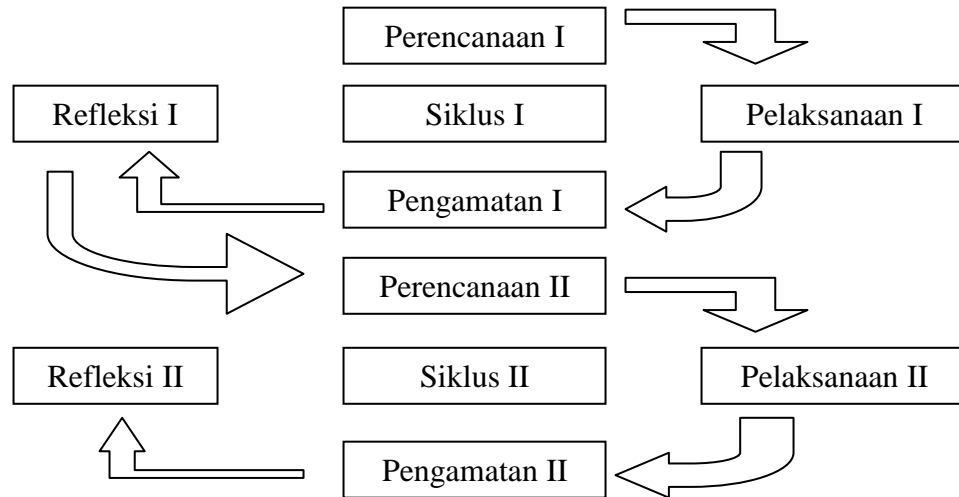 Perencanaan I
Refleksi I
Siklus I
Pelaksanaan I
Pengamatan I
Perencanaan II
Refleksi II
Siklus II
Pelaksanaan II
Pengamatan II